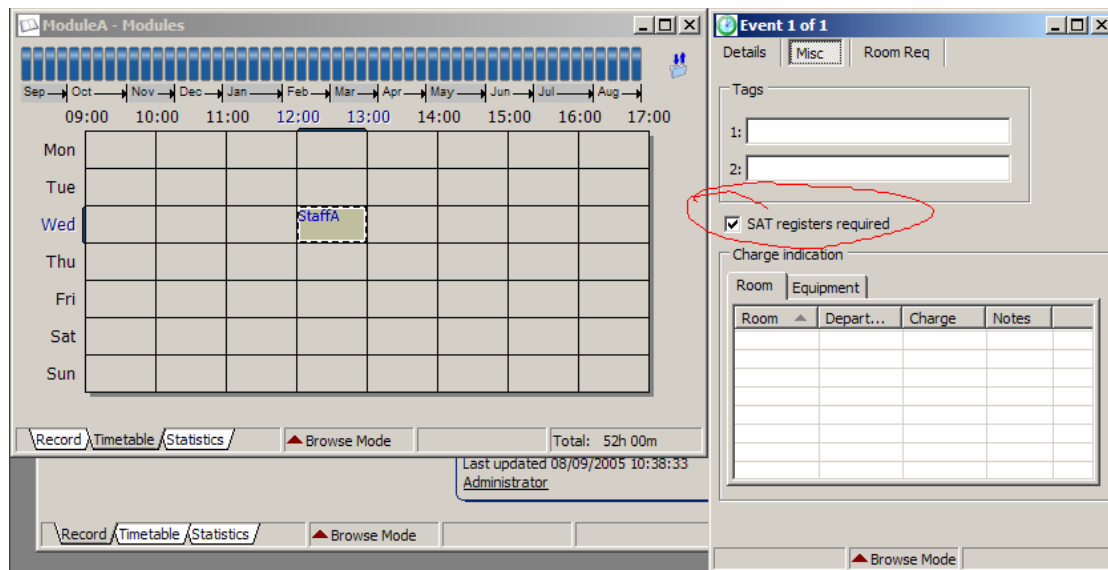 ModuleA - Modules
Sep Oct Nov Dec Jan Feb Mar Apr May Jun Jul Aug
09:00 10:00 11:00 12:00 13:00 14:00 15:00 16:00 17:00
Mon
Tue
Wed StaffA
Thu
Fri
Sat
Sun
Record Timetable Statistics Browse Mode Total: 52h 00m
Last updated 08/09/2005 10:38:33
Administrator
Record Timetable Statistics Browse Mode
Event 1 of 1
Details Misc Room Req
Tags
1:
2:
SAT registers required
Charge indication
Room Equipment
Room Depart... Charge Notes
Browse Mode